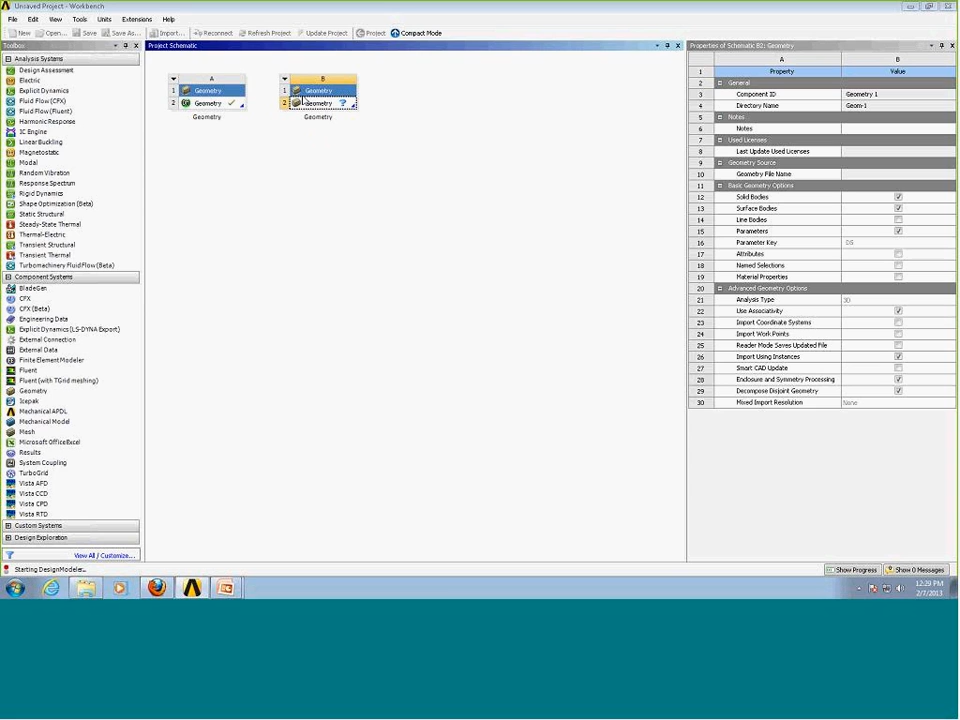 Unsaved Project - Workbench
File Edit View Tools Units Extensions Help
New Open... Save Save As... Import... Reconnect Refresh Project Update Project Project Compact Mode
Toolbox
Analysis Systems
Design Assessment
Electric
Explicit Dynamics
Fluid Flow (CFX)
Fluid Flow (Fluent)
Harmonic Response
IC Engine
Linear Buckling
Magnetostatic
Modal
Random Vibration
Response Spectrum
Rigid Dynamics
Shape Optimization (Beta)
Static Structural
Steady-State Thermal
Thermal-Electric
Transient Structural
Transient Thermal
Turbomachinery Fluid Flow (Beta)
Component Systems
BladeGen
CFX
CFX (Beta)
Engineering Data
Explicit Dynamics (LS-DYNA Export)
External Connection
External Data
Finite Element Modeler
Fluent
Fluent (with TGrid meshing)
Geometry
Icepak
Mechanical APDL
Mechanical Model
Mesh
Microsoft Office Excel
Results
System Coupling
TurboGrid
Vista AFD
Vista CCD
Vista CPD
Vista RTD
Custom Systems
Design Exploration
View All / Customize...
Project Schematic
A
1 Geometry
2 Geometry
Geometry
B
1 Geometry
2 Geometry ?
Geometry
Properties of Schematic B2: Geometry
A B
1 Property Value
2 General
3 Component ID Geometry 1
4 Directory Name Geom-1
5 Notes
6 Notes
7 Used Licenses
8 Last Update Used Licenses
9 Geometry Source
10 Geometry File Name
11 Basic Geometry Options
12 Solid Bodies
13 Surface Bodies
14 Line Bodies
15 Parameters
16 Parameter Key DS
17 Attributes
18 Named Selections
19 Material Properties
20 Advanced Geometry Options
21 Analysis Type 3D
22 Use Associativity
23 Import Coordinate Systems
24 Import Work Points
25 Reader Mode Saves Updated File
26 Import Using Instances
27 Smart CAD Update
28 Enclosure and Symmetry Processing
29 Decompose Disjoint Geometry
30 Mixed Import Resolution None
Starting DesignModeler...
Show Progress Show 0 Messages
12:29 PM
2/7/2013